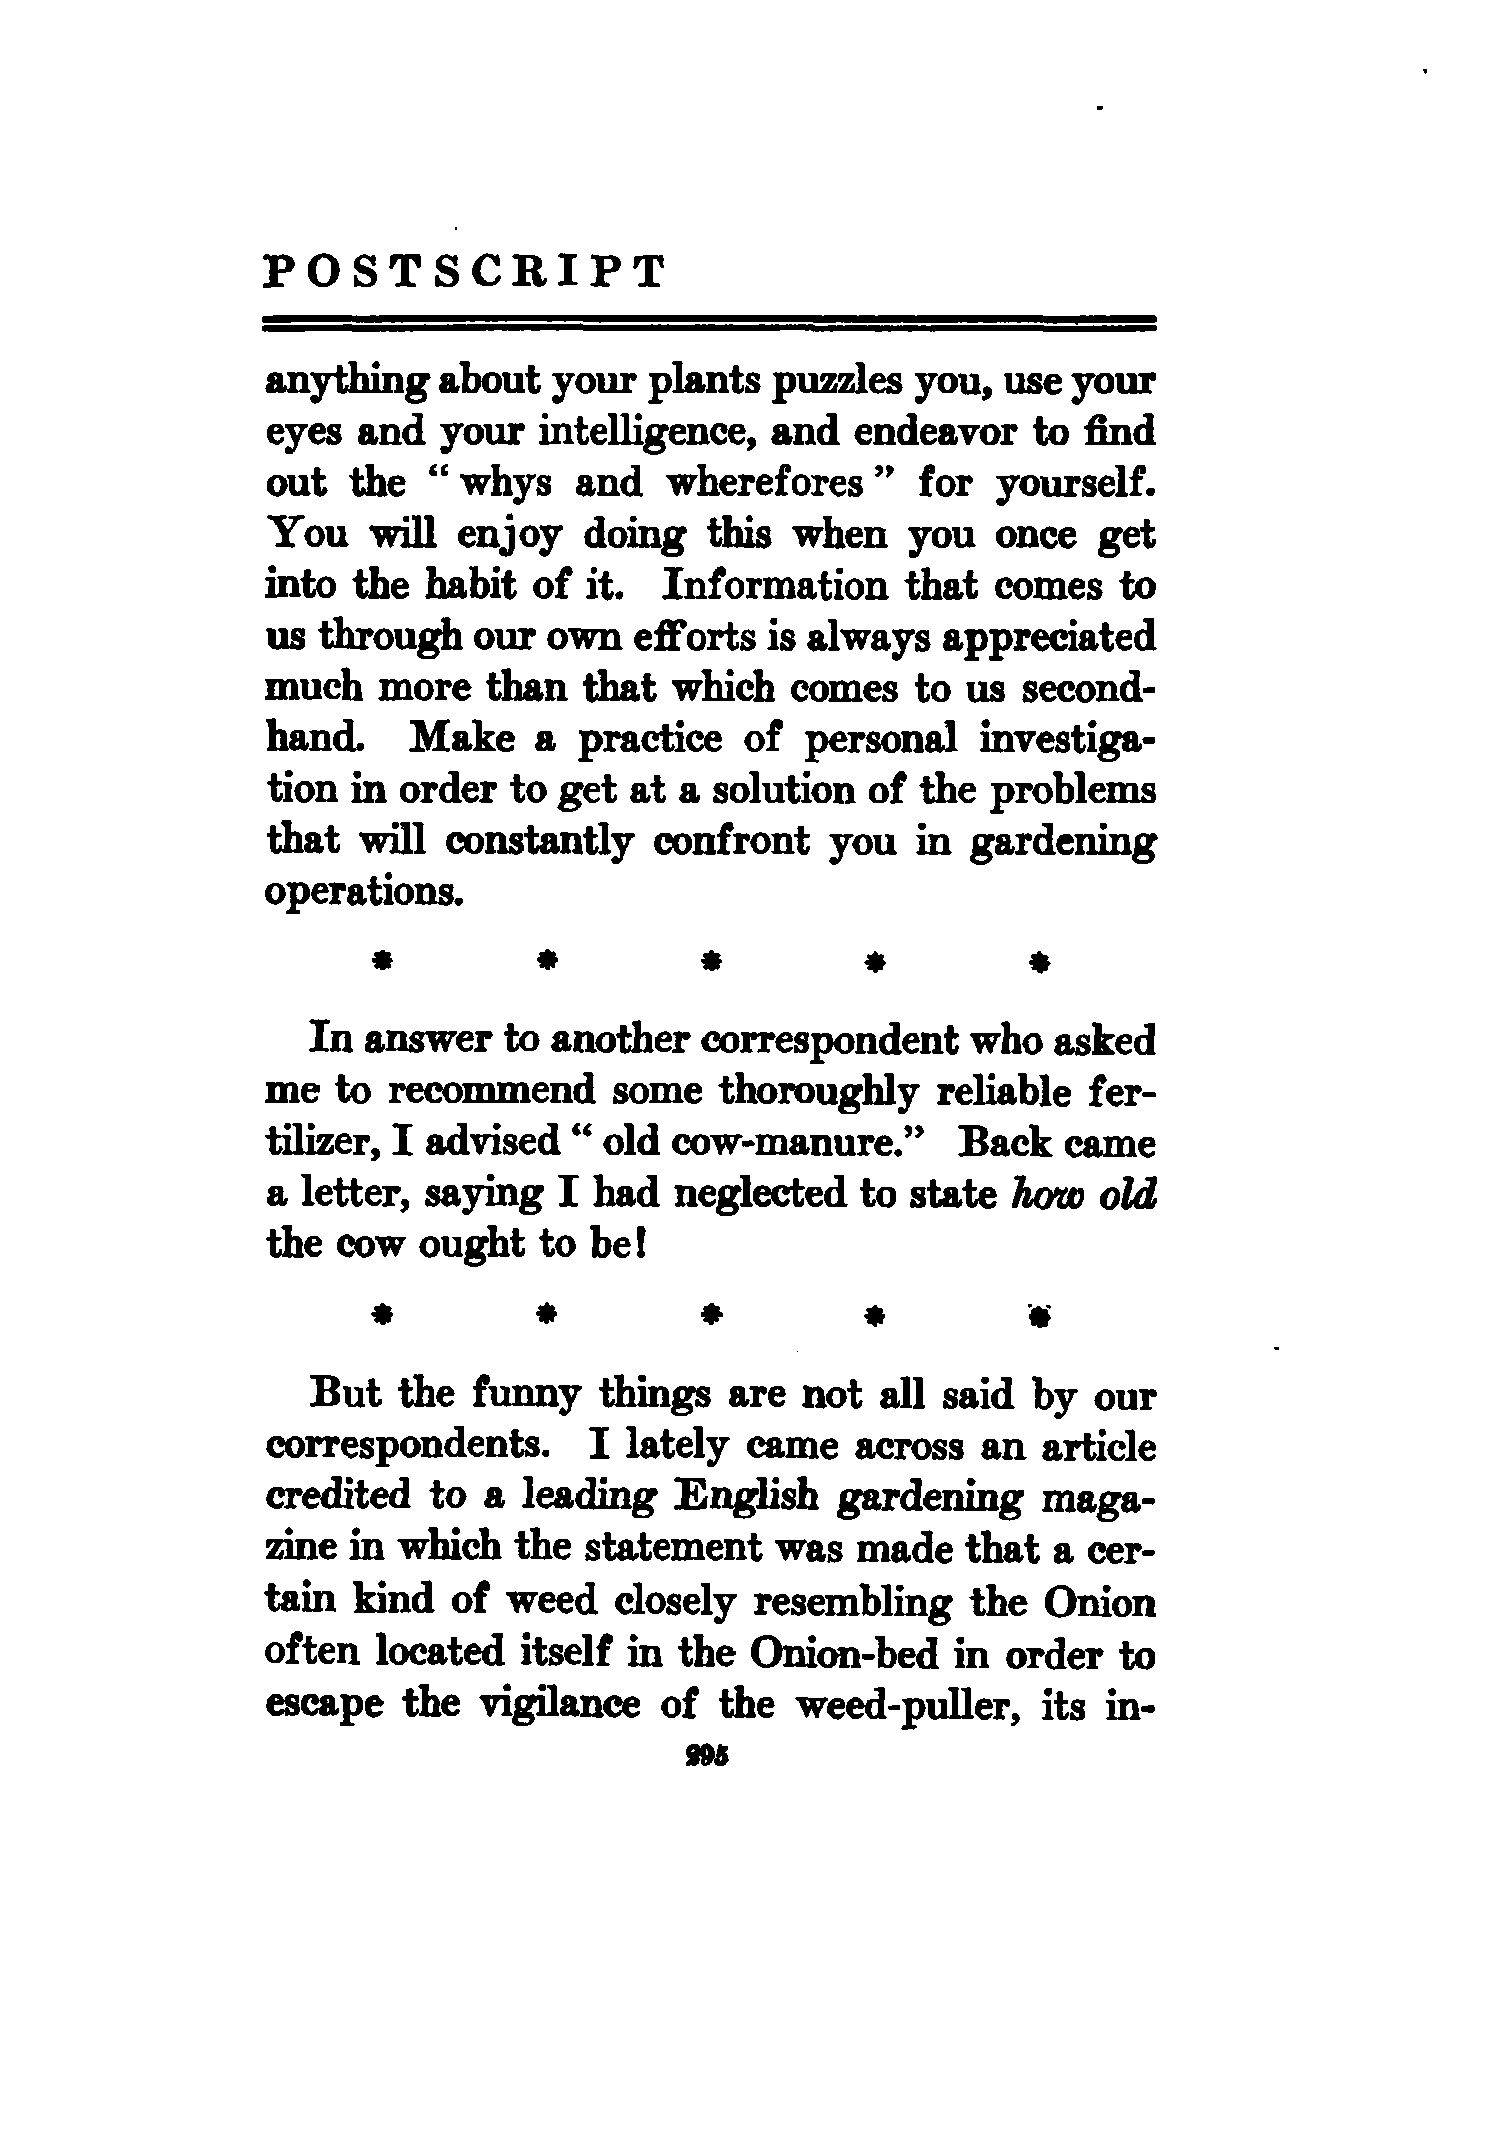 POSTSCRIPT
anything about your plants puzzles you, use your
eyes and your intelligence, and endeavor to find
out the “ whys and wherefores ” for yourself.
You will enjoy doing this when you once get
into the habit of it. Information that comes to
us through our own efforts is always appreciated
much more than that which comes to us second-
hand. Make a practice of personal investiga-
tion in order to get at a solution of the problems
that will constantly confront you in gardening
operations.
* * * * *
In answer to another correspondent who asked
me to recommend some thoroughly reliable fer-
tilizer, I advised “ old cow-manure.” Back came
a letter, saying I had neglected to state how old
the cow ought to be!
* * * * *
But the funny things are not all said by our
correspondents. I lately came across an article
credited to a leading English gardening maga-
zine in which the statement was made that a cer-
tain kind of weed closely resembling the Onion
often located itself in the Onion-bed in order to
escape the vigilance of the weed-puller, its in-
295